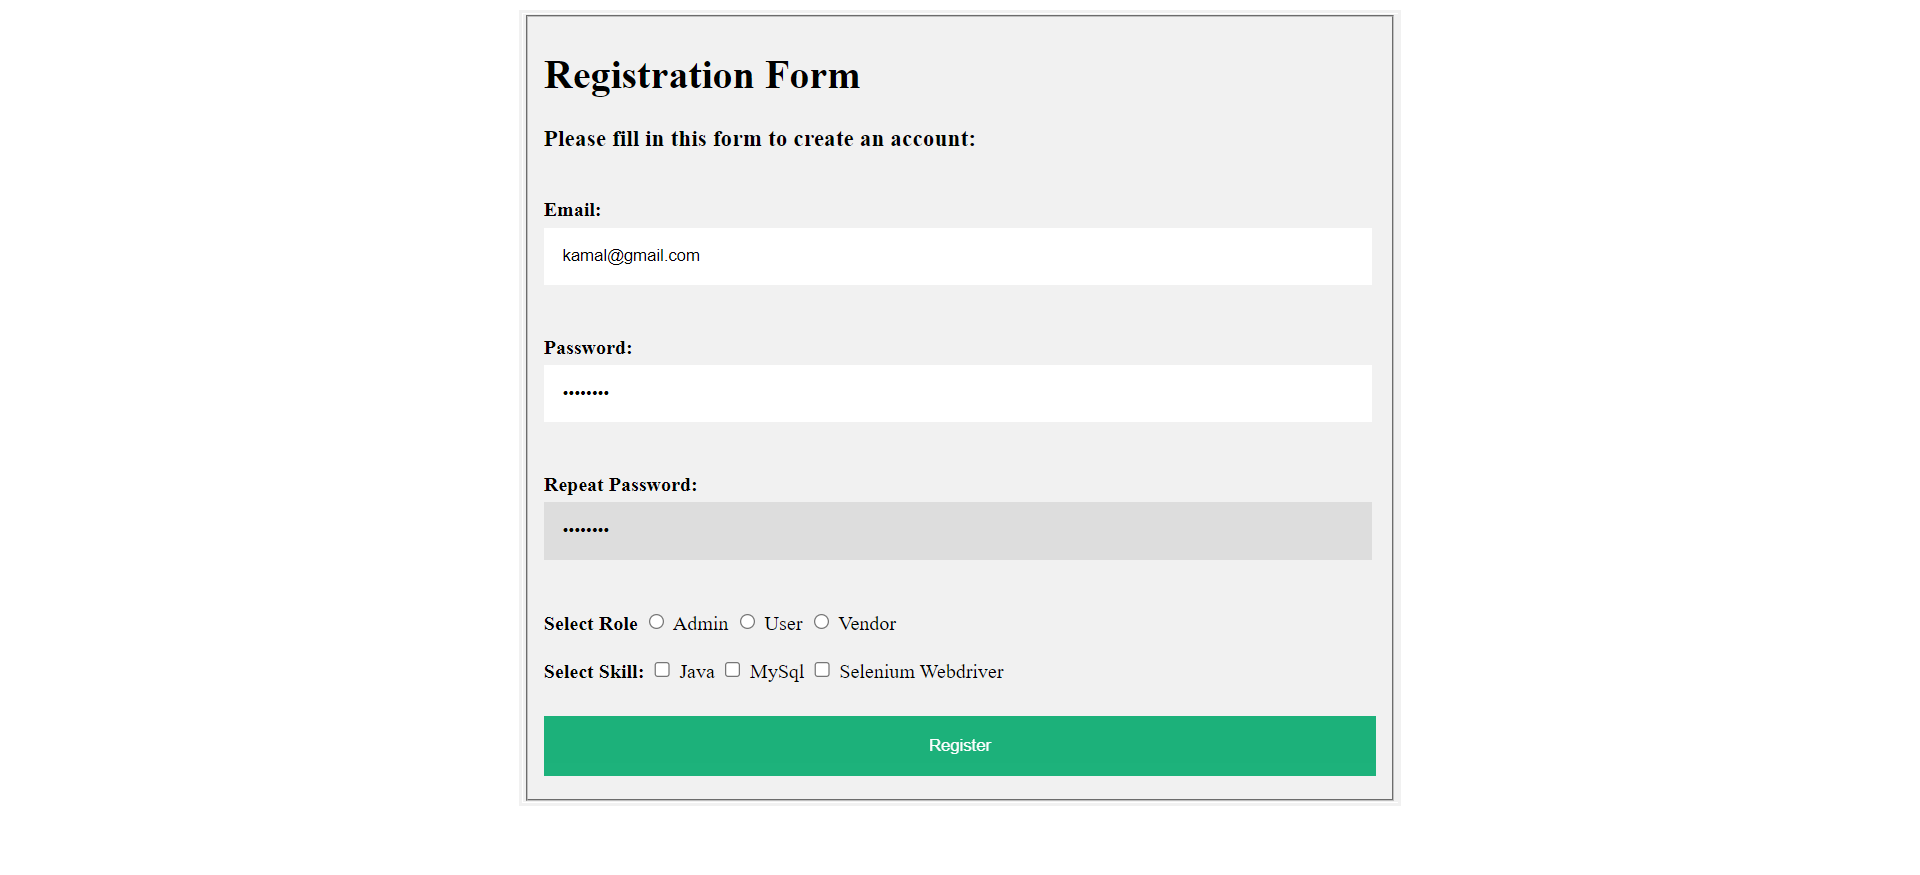 Registration Form
Please fill in this form to create an account:
Email:
kamal@gmail.com
Password:
••••••••
Repeat Password:
••••••••
Select Role Admin User Vendor
Select Skill: Java MySql Selenium Webdriver
Register